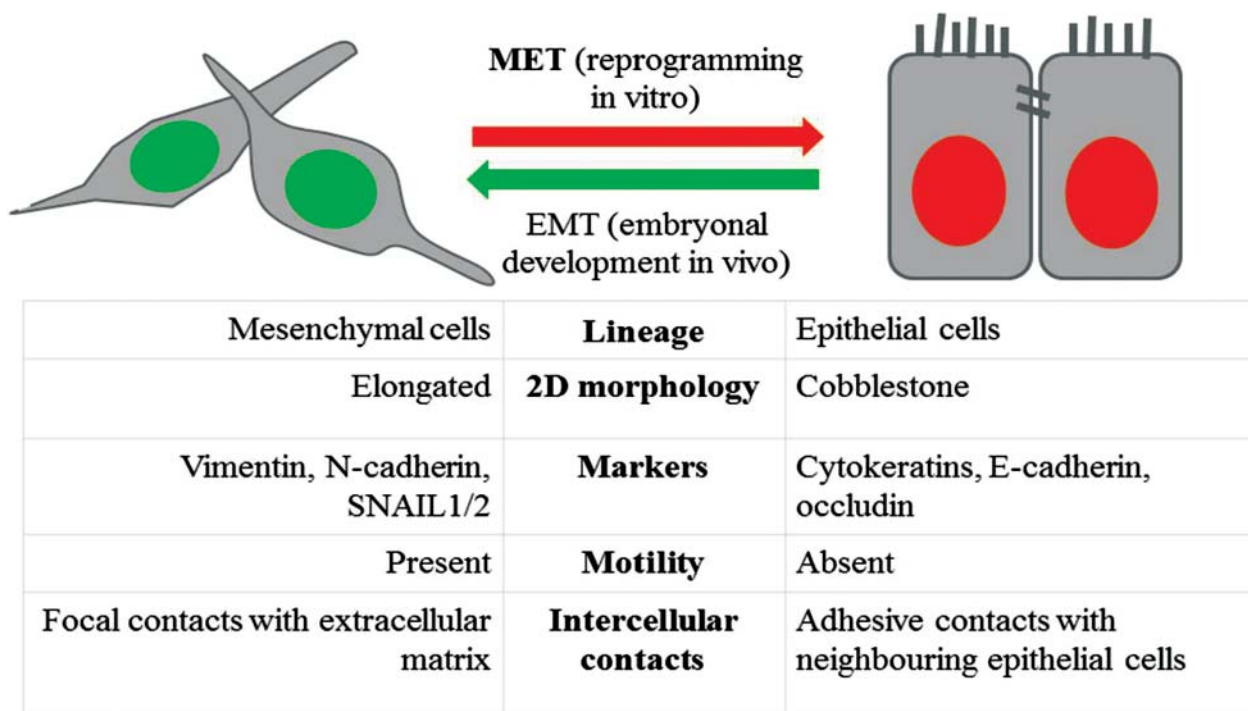 MET (reprogramming
in vitro)
EMT (embryonal
development in vivo)
Mesenchymal cells
Lineage
Epithelial cells
Elongated
2D morphology
Cobblestone
Vimentin, N-cadherin,
SNAIL1/2
Markers
Cytokeratins, E-cadherin,
occludin
Present
Motility
Absent
Focal contacts with extracellular
matrix
Intercellular
contacts
Adhesive contacts with
neighbouring epithelial cells